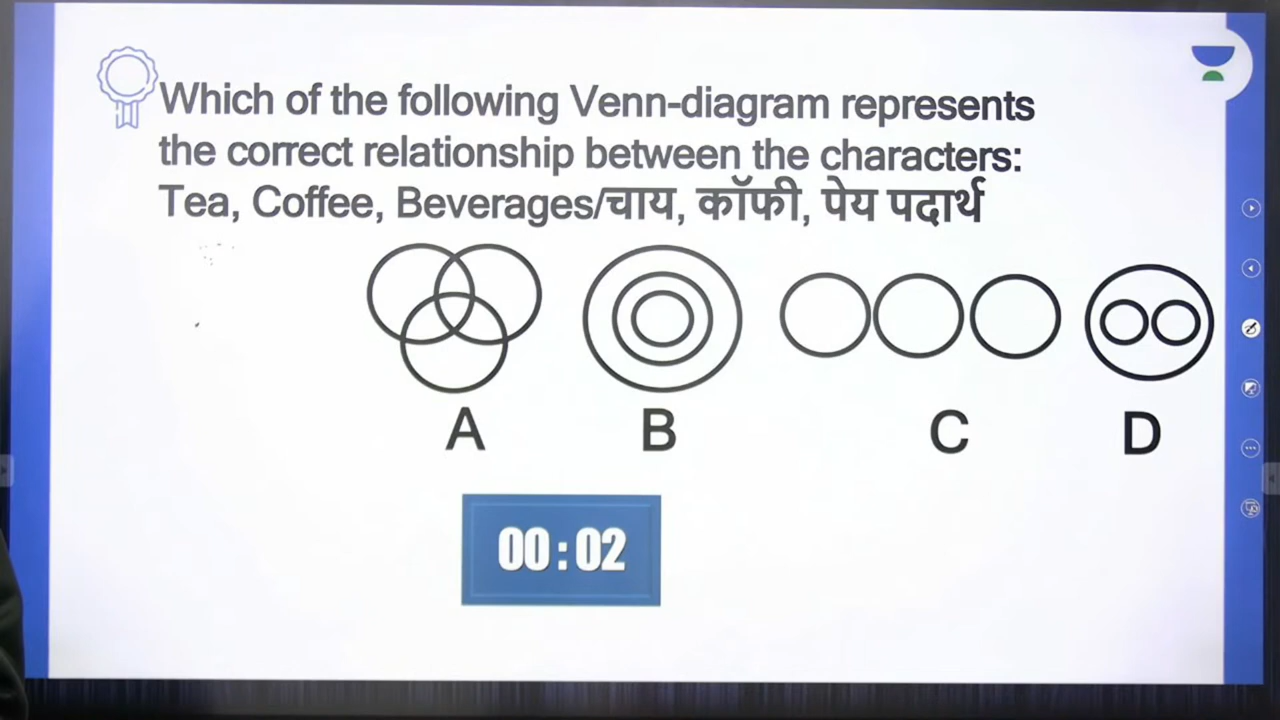 Which of the following Venn-diagram represents
the correct relationship between the characters:
Tea, Coffee, Beverages/चाय, कॉफी, पेय पदार्थ
A B C D
00:02